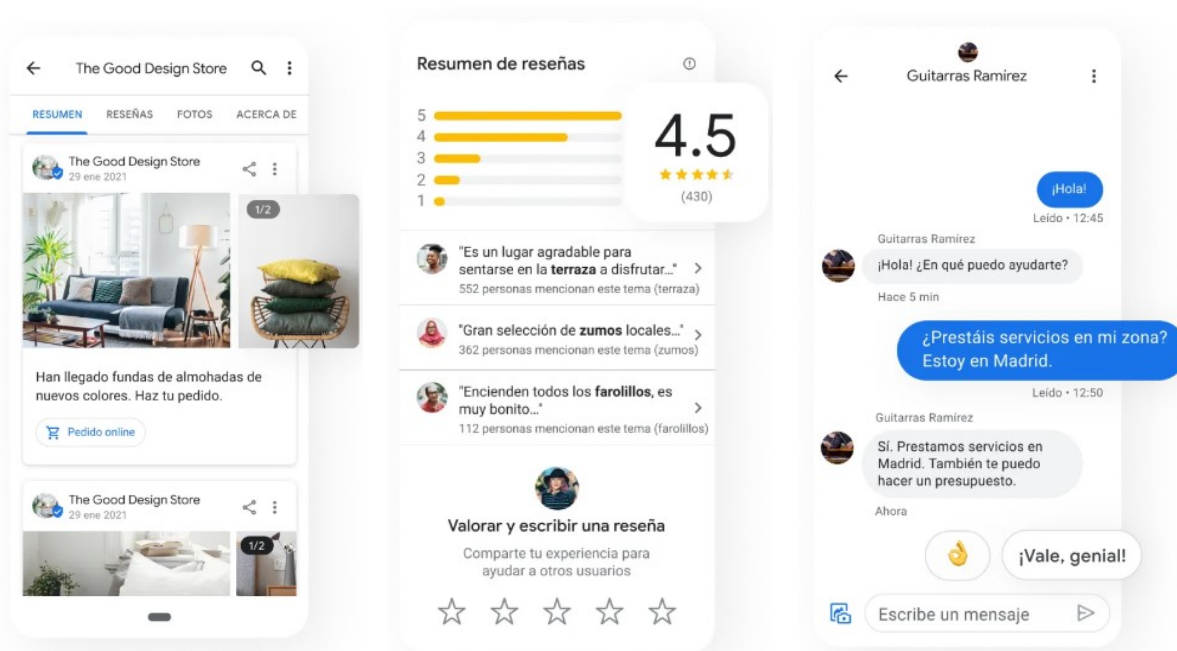 The Good Design Store
RESUMEN RESEÑAS FOTOS ACERCA DE
The Good Design Store
29 ene 2021
1/2
Han llegado fundas de almohadas de
nuevos colores. Haz tu pedido.
Pedido online
The Good Design Store
29 ene 2021
1/2
Resumen de reseñas
5
4
3
2
1
4.5
(430)
"Es un lugar agradable para
sentarse en la terraza a disfrutar..."
552 personas mencionan este tema (terraza)
"Gran selección de zumos locales..."
362 personas mencionan este tema (zumos)
"Encienden todos los farolillos, es
muy bonito..."
112 personas mencionan este tema (farolillos)
Valorar y escribir una reseña
Comparte tu experiencia para
ayudar a otros usuarios
Guitarras Ramirez
¡Hola!
Leído • 12:45
Guitarras Ramírez
¡Hola! ¿En qué puedo ayudarte?
Hace 5 min
¿Prestáis servicios en mi zona?
Estoy en Madrid.
Leído • 12:50
Guitarras Ramírez
Sí. Prestamos servicios en
Madrid. También te puedo
hacer un presupuesto.
Ahora
¡Vale, genial!
Escribe un mensaje